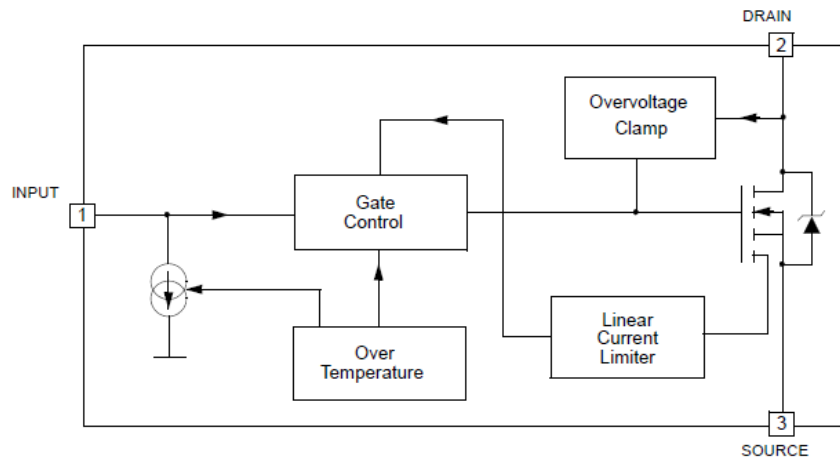 DRAIN
2
Overvoltage
Clamp
INPUT
1
Gate
Control
Linear
Current
Limiter
Over
Temperature
3
SOURCE